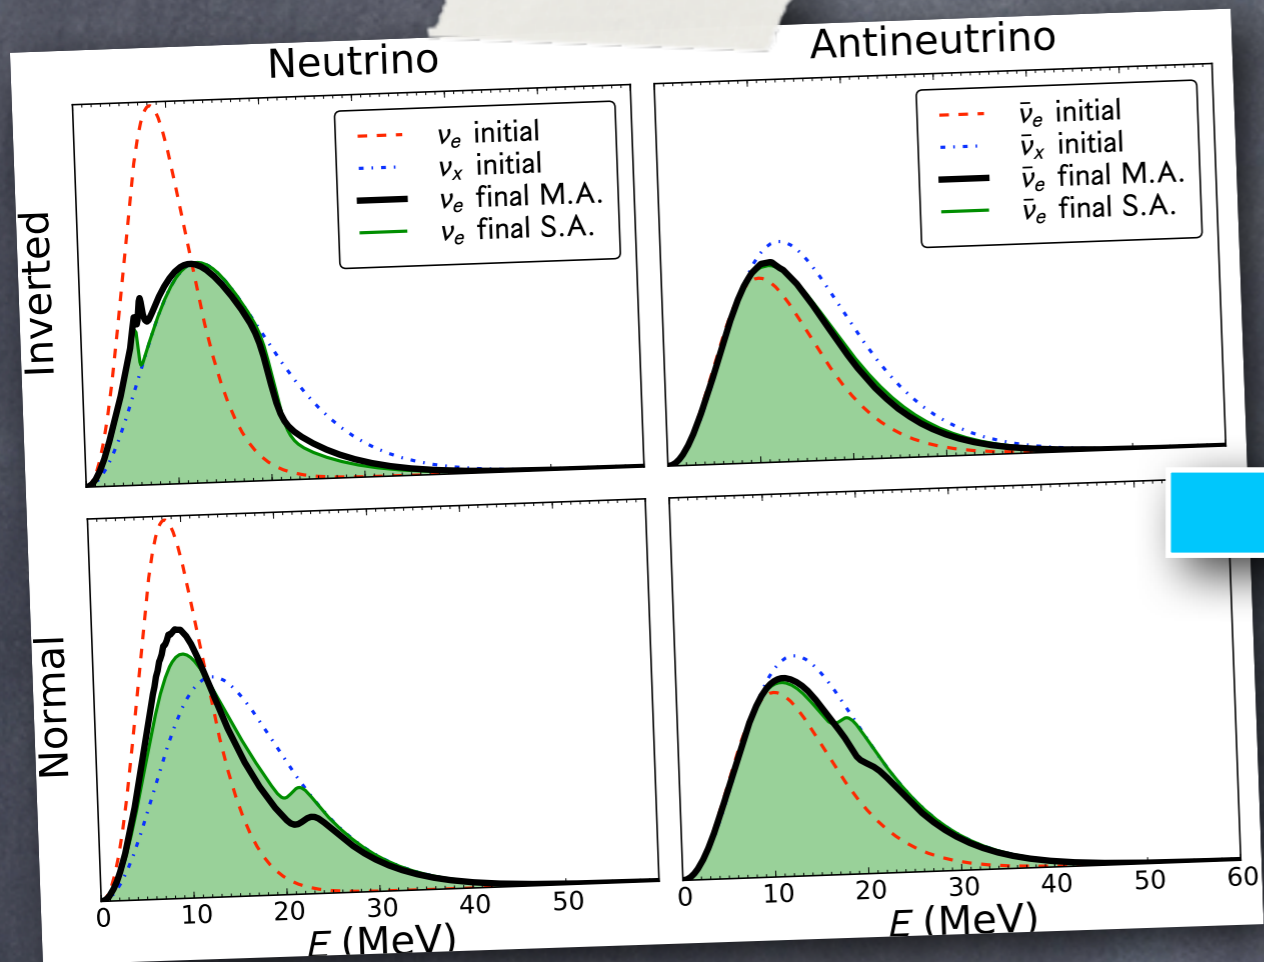 Neutrino
Antineutrino
Inverted
νₑ initial
νₓ initial
νₑ final M.A.
νₑ final S.A.
ν̄ₑ initial
ν̄ₓ initial
ν̄ₑ final M.A.
ν̄ₑ final S.A.
Normal
0 10 20 30 40 50
E (MeV)
0 10 20 30 40 50 60
E (MeV)